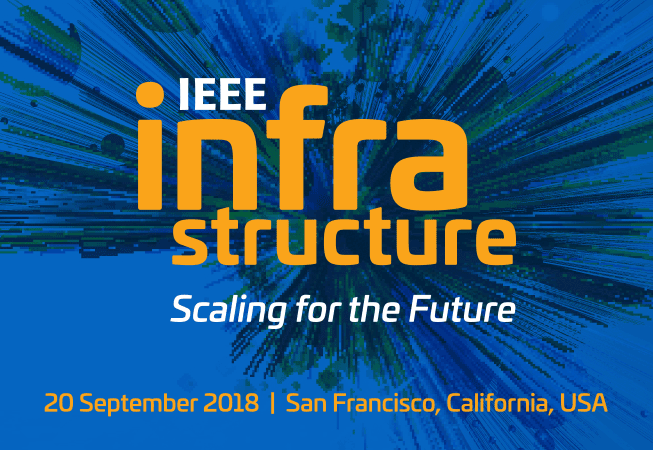 IEEE
infra
structure
Scaling for the Future
20 September 2018 | San Francisco, California, USA